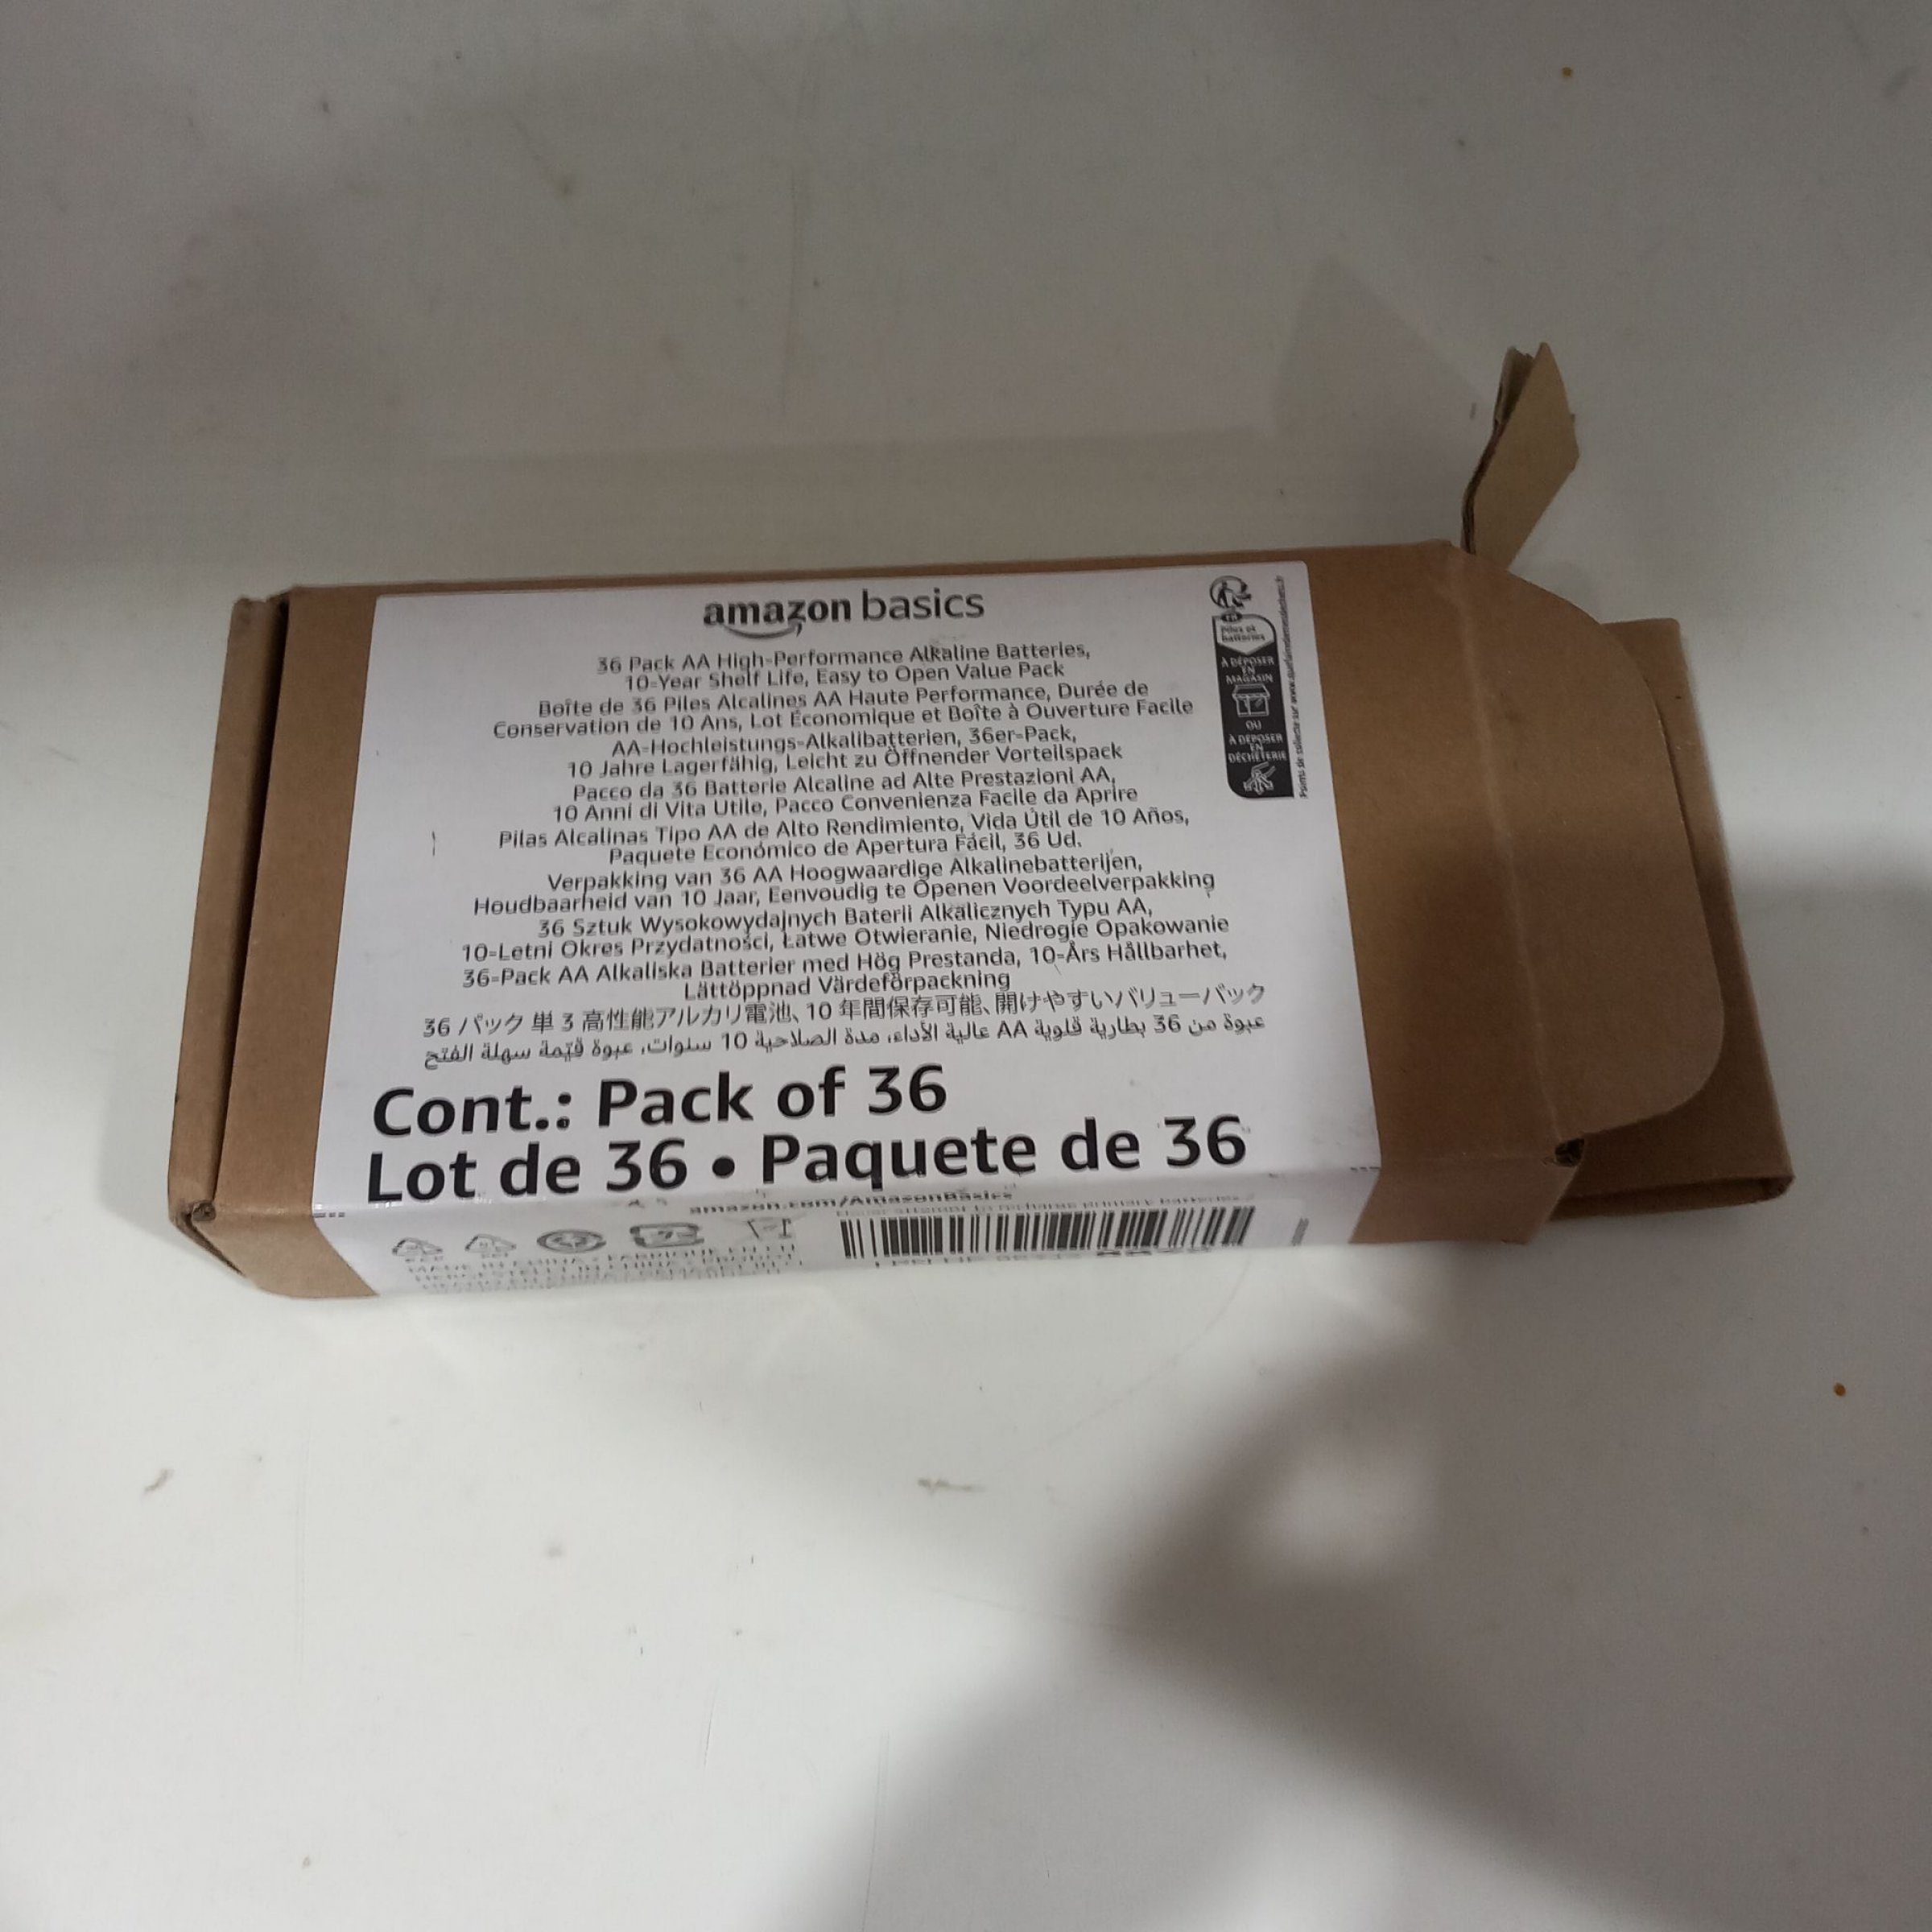 amazon basics
36 Pack AA High-Performance Alkaline Batteries,
10-Year Shelf Life, Easy to Open Value Pack
Boîte de 36 Piles Alcalines AA Haute Performance, Durée de
Conservation de 10 Ans, Lot Économique et Boîte à Ouverture Facile
AA-Hochleistungs-Alkalibatterien, 36er-Pack,
10 Jahre Lagerfähig, Leicht zu Öffnender Vorteilspack
Pacco da 36 Batterie Alcaline ad Alte Prestazioni AA,
10 Anni di Vita Utile, Pacco Convenienza Facile da Aprire
Pilas Alcalinas Tipo AA de Alto Rendimiento, Vida Útil de 10 Años,
Paquete Económico de Apertura Fácil, 36 Ud.
Verpakking van 36 AA Hoogwaardige Alkalinebatterijen,
Houdbaarheid van 10 Jaar, Eenvoudig te Openen Voordeelverpakking
36 Sztuk Wysokowydajnych Baterii Alkalicznych Typu AA,
10-Letni Okres Przydatności, Łatwe Otwieranie, Niedrogie Opakowanie
36-Pack AA Alkaliska Batterier med Hög Prestanda, 10-Års Hållbarhet,
Lättöppnad Värdeförpackning
36 パック 単 3 高性能アルカリ電池、10 年間保存可能、開けやすいバリューパック
عبوة من 36 بطارية قلوية AA عالية الأداء، مدة الصلاحية 10 سنوات، عبوة قيّمة سهلة الفتح
Cont.: Pack of 36
Lot de 36 • Paquete de 36
amazon.com/AmazonBasics
Piles et
batteries
À DÉPOSER
EN
MAGASIN
OU
À DÉPOSER
EN
DÉCHÈTERIE